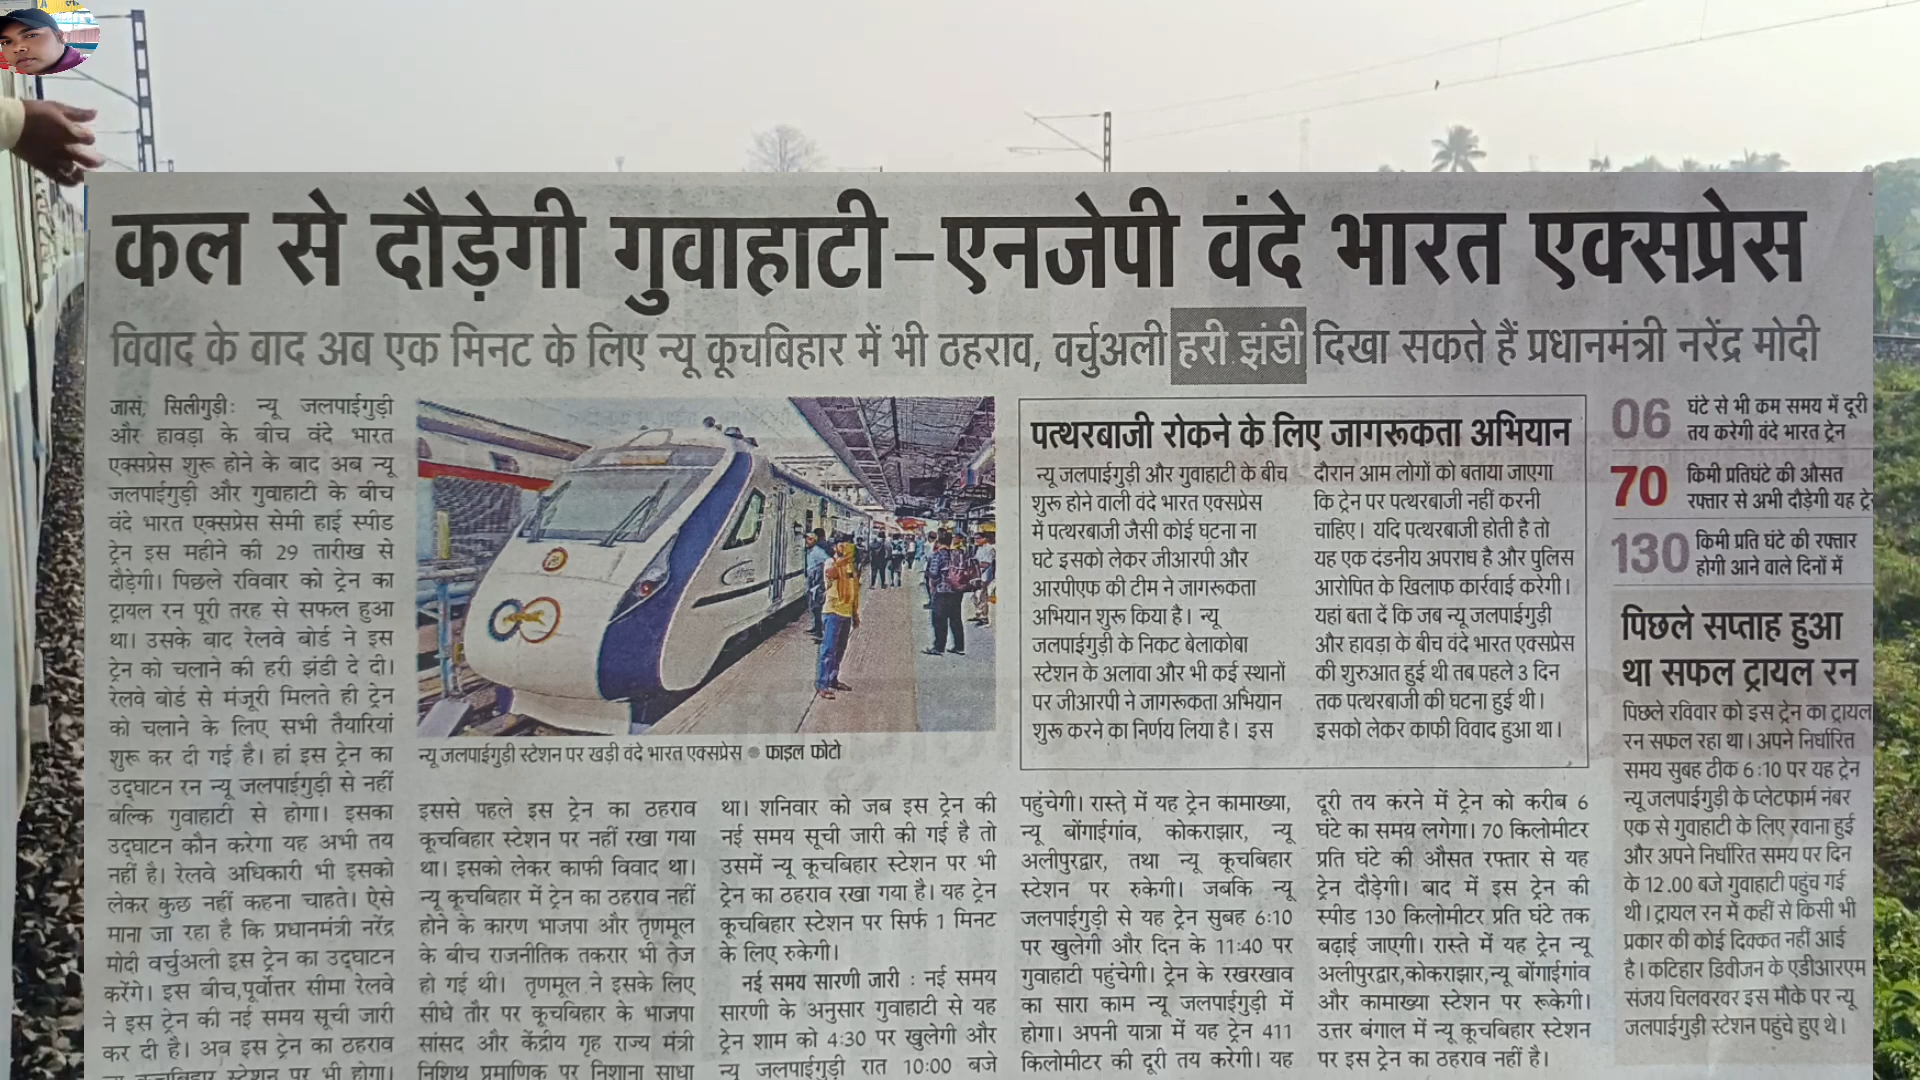 कल से दौड़ेगी गुवाहाटी-एनजेपी वंदे भारत एक्सप्रेस
विवाद के बाद अब एक मिनट के लिए न्यू कूचबिहार में भी ठहराव, वर्चुअली हरी झंडी दिखा सकते हैं प्रधानमंत्री नरेंद्र मोदी
जासं, सिलीगुड़ी: न्यू जलपाईगुड़ी
और हावड़ा के बीच वंदे भारत
एक्सप्रेस शुरू होने के बाद अब न्यू
जलपाईगुड़ी और गुवाहाटी के बीच
वंदे भारत एक्सप्रेस सेमी हाई स्पीड
ट्रेन इस महीने की 29 तारीख से
दौड़ेगी। पिछले रविवार को ट्रेन का
ट्रायल रन पूरी तरह से सफल हुआ
था। उसके बाद रेलवे बोर्ड ने इस
ट्रेन को चलाने की हरी झंडी दे दी।
रेलवे बोर्ड से मंजूरी मिलते ही ट्रेन
को चलाने के लिए सभी तैयारियां
शुरू कर दी गई है। हां इस ट्रेन का
उद्घाटन रन न्यू जलपाईगुड़ी से नहीं
बल्कि गुवाहाटी से होगा। इसका
उद्घाटन कौन करेगा यह अभी तय
नहीं है। रेलवे अधिकारी भी इसको
लेकर कुछ नहीं कहना चाहते। ऐसे
माना जा रहा है कि प्रधानमंत्री नरेंद्र
मोदी वर्चुअली इस ट्रेन का उद्घाटन
करेंगे। इस बीच,पूर्वोत्तर सीमा रेलवे
ने इस ट्रेन की नई समय सूची जारी
कर दी है। अब इस ट्रेन का ठहराव
न्यू कूचबिहार स्टेशन पर भी होगा।
न्यू जलपाईगुड़ी स्टेशन पर खड़ी वंदे भारत एक्सप्रेस ● फाइल फोटो
इससे पहले इस ट्रेन का ठहराव
कूचबिहार स्टेशन पर नहीं रखा गया
था। इसको लेकर काफी विवाद था।
न्यू कूचबिहार में ट्रेन का ठहराव नहीं
होने के कारण भाजपा और तृणमूल
के बीच राजनीतिक तकरार भी तेज
हो गई थी। तृणमूल ने इसके लिए
सीधे तौर पर कूचबिहार के भाजपा
सांसद और केंद्रीय गृह राज्य मंत्री
निशिथ प्रमाणिक पर निशाना साधा
था। शनिवार को जब इस ट्रेन की
नई समय सूची जारी की गई है तो
उसमें न्यू कूचबिहार स्टेशन पर भी
ट्रेन का ठहराव रखा गया है। यह ट्रेन
कूचबिहार स्टेशन पर सिर्फ 1 मिनट
के लिए रुकेगी।
नई समय सारणी जारी : नई समय
सारणी के अनुसार गुवाहाटी से यह
ट्रेन शाम को 4:30 पर खुलेगी और
न्यू जलपाईगुड़ी रात 10:00 बजे
पहुंचेगी। रास्ते में यह ट्रेन कामाख्या,
न्यू बोंगाईगांव, कोकराझार, न्यू
अलीपुरद्वार, तथा न्यू कूचबिहार
स्टेशन पर रुकेगी। जबकि न्यू
जलपाईगुड़ी से यह ट्रेन सुबह 6:10
पर खुलेगी और दिन के 11:40 पर
गुवाहाटी पहुंचेगी। ट्रेन के रखरखाव
का सारा काम न्यू जलपाईगुड़ी में
होगा। अपनी यात्रा में यह ट्रेन 411
किलोमीटर की दूरी तय करेगी। यह
दूरी तय करने में ट्रेन को करीब 6
घंटे का समय लगेगा। 70 किलोमीटर
प्रति घंटे की औसत रफ्तार से यह
ट्रेन दौड़ेगी। बाद में इस ट्रेन की
स्पीड 130 किलोमीटर प्रति घंटे तक
बढ़ाई जाएगी। रास्ते में यह ट्रेन न्यू
अलीपुरद्वार,कोकराझार,न्यू बोंगाईगांव
और कामाख्या स्टेशन पर रूकेगी।
उत्तर बंगाल में न्यू कूचबिहार स्टेशन
पर इस ट्रेन का ठहराव नहीं है।
पत्थरबाजी रोकने के लिए जागरूकता अभियान
न्यू जलपाईगुड़ी और गुवाहाटी के बीच
शुरू होने वाली वंदे भारत एक्सप्रेस
में पत्थरबाजी जैसी कोई घटना ना
घटे इसको लेकर जीआरपी और
आरपीएफ की टीम ने जागरूकता
अभियान शुरू किया है। न्यू
जलपाईगुड़ी के निकट बेलाकोबा
स्टेशन के अलावा और भी कई स्थानों
पर जीआरपी ने जागरूकता अभियान
शुरू करने का निर्णय लिया है। इस
दौरान आम लोगों को बताया जाएगा
कि ट्रेन पर पत्थरबाजी नहीं करनी
चाहिए। यदि पत्थरबाजी होती है तो
यह एक दंडनीय अपराध है और पुलिस
आरोपित के खिलाफ कार्रवाई करेगी।
यहां बता दें कि जब न्यू जलपाईगुड़ी
और हावड़ा के बीच वंदे भारत एक्सप्रेस
की शुरुआत हुई थी तब पहले 3 दिन
तक पत्थरबाजी की घटना हुई थी।
इसको लेकर काफी विवाद हुआ था।
06 घंटे से भी कम समय में दूरी
तय करेगी वंदे भारत ट्रेन
70 किमी प्रतिघंटे की औसत
रफ्तार से अभी दौड़ेगी यह ट्रे
130 किमी प्रति घंटे की रफ्तार
होगी आने वाले दिनों में
पिछले सप्ताह हुआ
था सफल ट्रायल रन
पिछले रविवार को इस ट्रेन का ट्रायल
रन सफल रहा था। अपने निर्धारित
समय सुबह ठीक 6:10 पर यह ट्रेन
न्यू जलपाईगुड़ी के प्लेटफार्म नंबर
एक से गुवाहाटी के लिए रवाना हुई
और अपने निर्धारित समय पर दिन
के 12.00 बजे गुवाहाटी पहुंच गई
थी। ट्रायल रन में कहीं से किसी भी
प्रकार की कोई दिक्कत नहीं आई
है। कटिहार डिवीजन के एडीआरएम
संजय चिलवरवर इस मौके पर न्यू
जलपाईगुड़ी स्टेशन पहुंचे हुए थे।